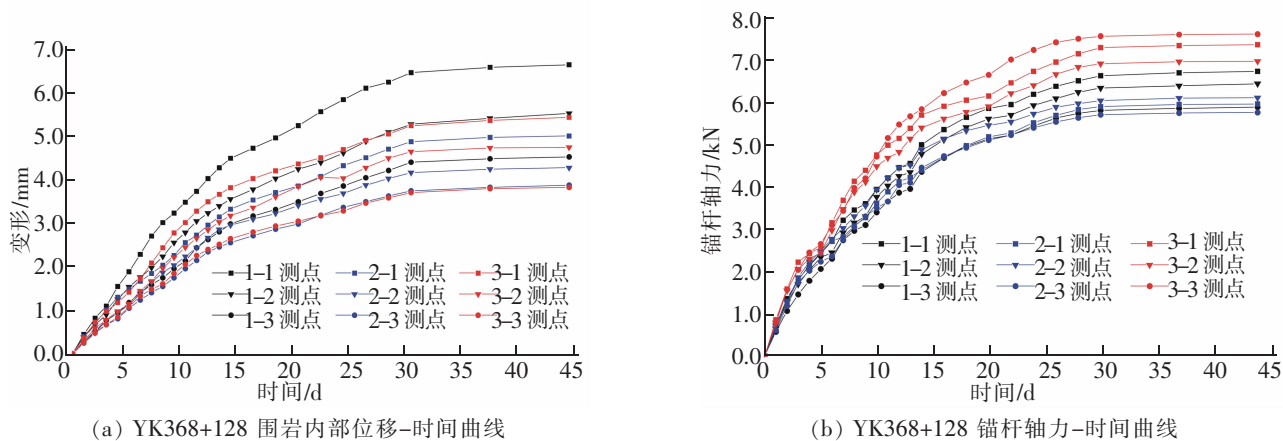 7.0
6.0
5.0
4.0
3.0
2.0
1.0
0.0
变形/mm
0 5 10 15 20 25 30 35 40 45
时间/d
1–1 测点 2–1 测点 3–1 测点
1–2 测点 2–2 测点 3–2 测点
1–3 测点 2–3 测点 3–3 测点
(a) YK368+128 围岩内部位移–时间曲线
8.0
7.0
6.0
5.0
4.0
3.0
2.0
1.0
0.0
锚杆轴力/kN
0 5 10 15 20 25 30 35 40 45
时间/d
1–1 测点 2–1 测点 3–1 测点
1–2 测点 2–2 测点 3–2 测点
1–3 测点 2–3 测点 3–3 测点
(b) YK368+128 锚杆轴力–时间曲线